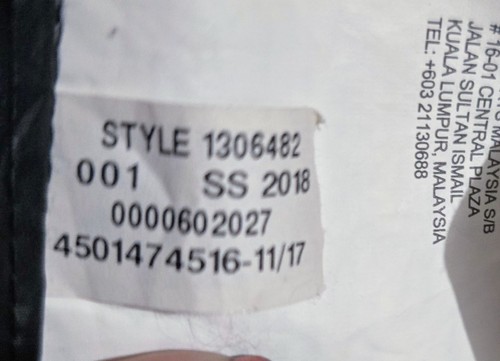 STYLE 1306482
001 SS 2018
0000602027
4501474516-11/17
# 16-01 CENTRAL PLAZA
JALAN SULTAN ISMAIL
KUALA LUMPUR, MALAYSIA
TEL: +603 21130688